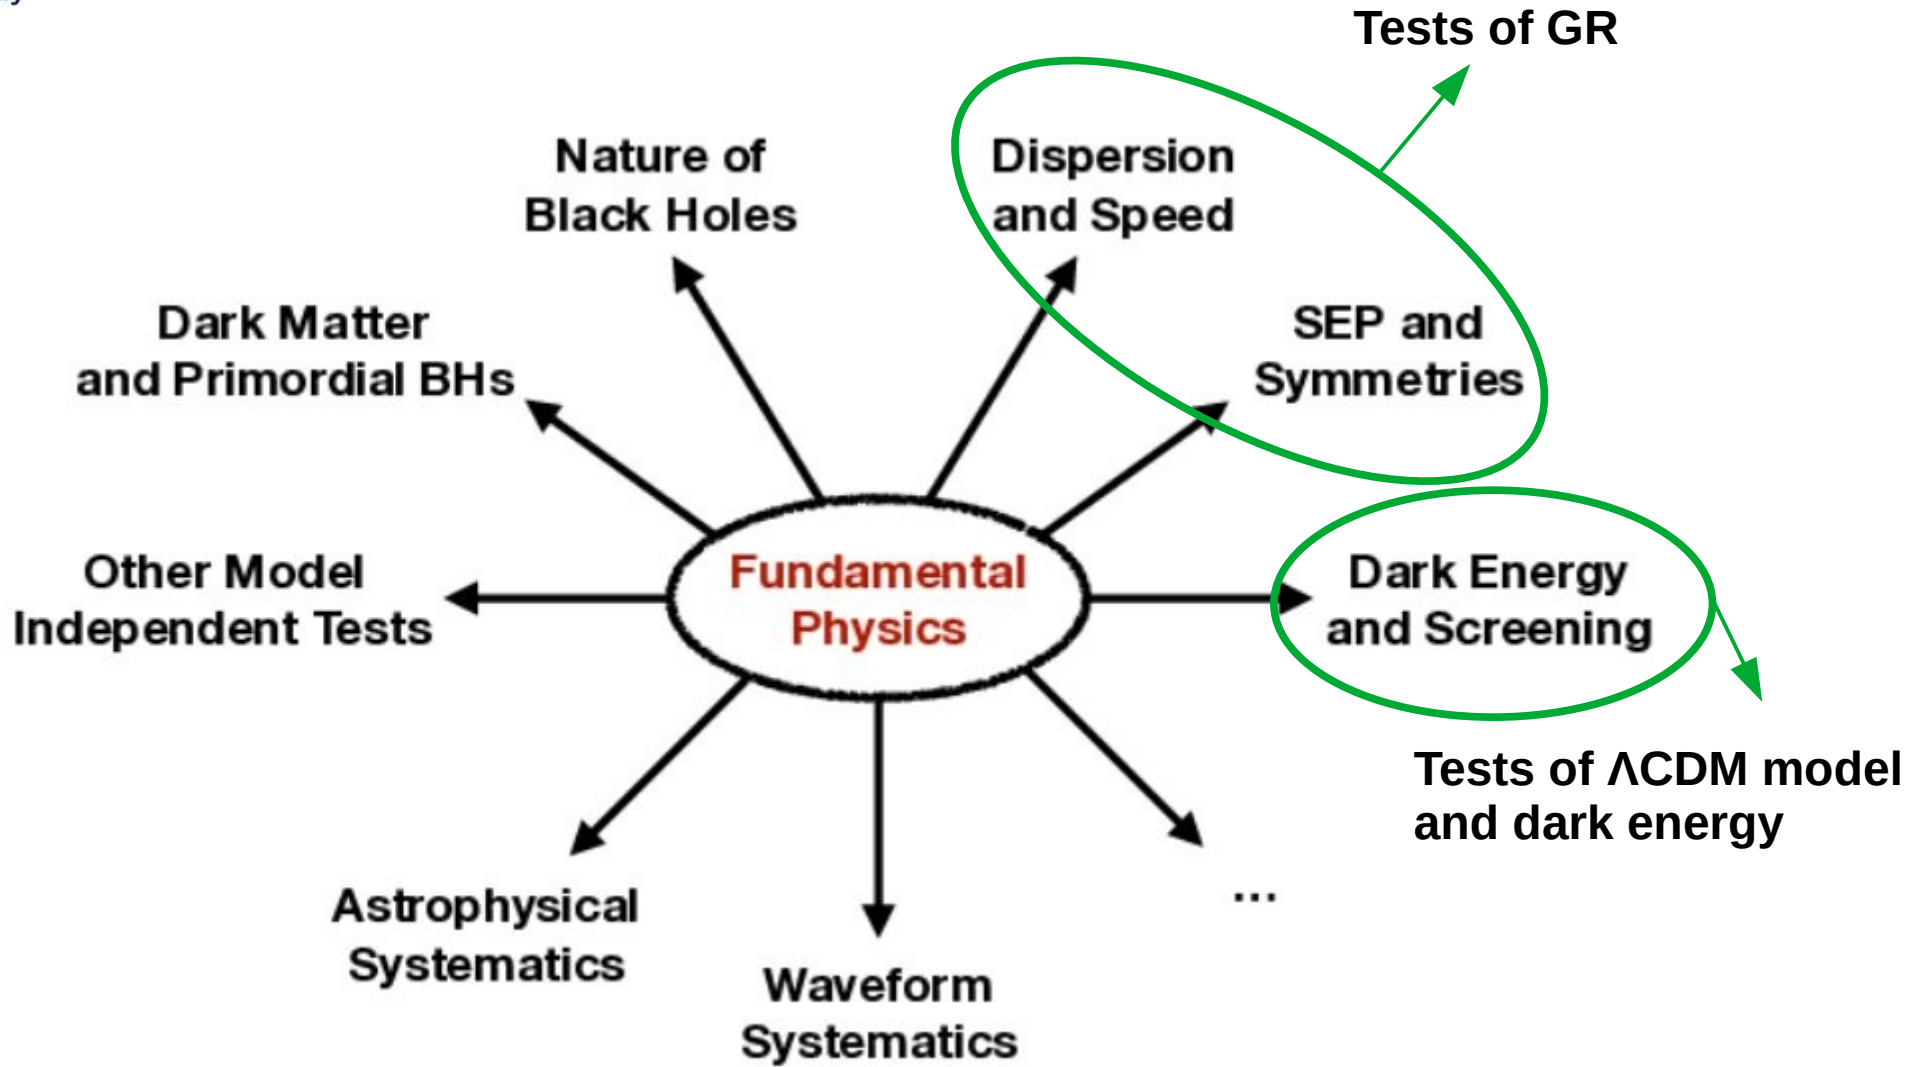 Tests of GR
Nature of
Black Holes
Dispersion
and Speed
Dark Matter
and Primordial BHs
SEP and
Symmetries
Other Model
Independent Tests
Fundamental
Physics
Dark Energy
and Screening
Tests of ΛCDM model
and dark energy
Astrophysical
Systematics
Waveform
Systematics
...